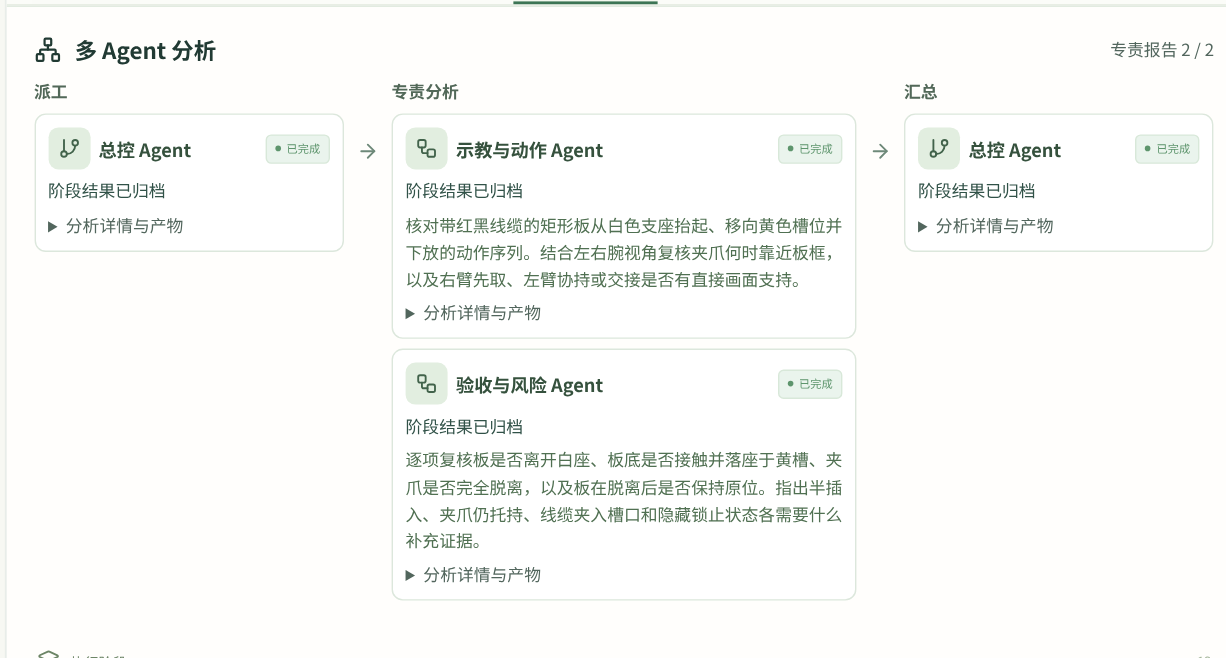 多 Agent 分析
专责报告 2 / 2
派工
总控 Agent
已完成
阶段结果已归档
分析详情与产物
专责分析
示教与动作 Agent
已完成
阶段结果已归档
核对带红黑线缆的矩形板从白色支座抬起、移向黄色槽位并
下放的动作序列。结合左右腕视角复核夹爪何时靠近板框，
以及右臂先取、左臂协持或交接是否有直接画面支持。
分析详情与产物
验收与风险 Agent
已完成
阶段结果已归档
逐项复核板是否离开白座、板底是否接触并落座于黄槽、夹
爪是否完全脱离，以及板在脱离后是否保持原位。指出半插
入、夹爪仍托持、线缆夹入槽口和隐藏锁止状态各需要什么
补充证据。
分析详情与产物
汇总
总控 Agent
已完成
阶段结果已归档
分析详情与产物